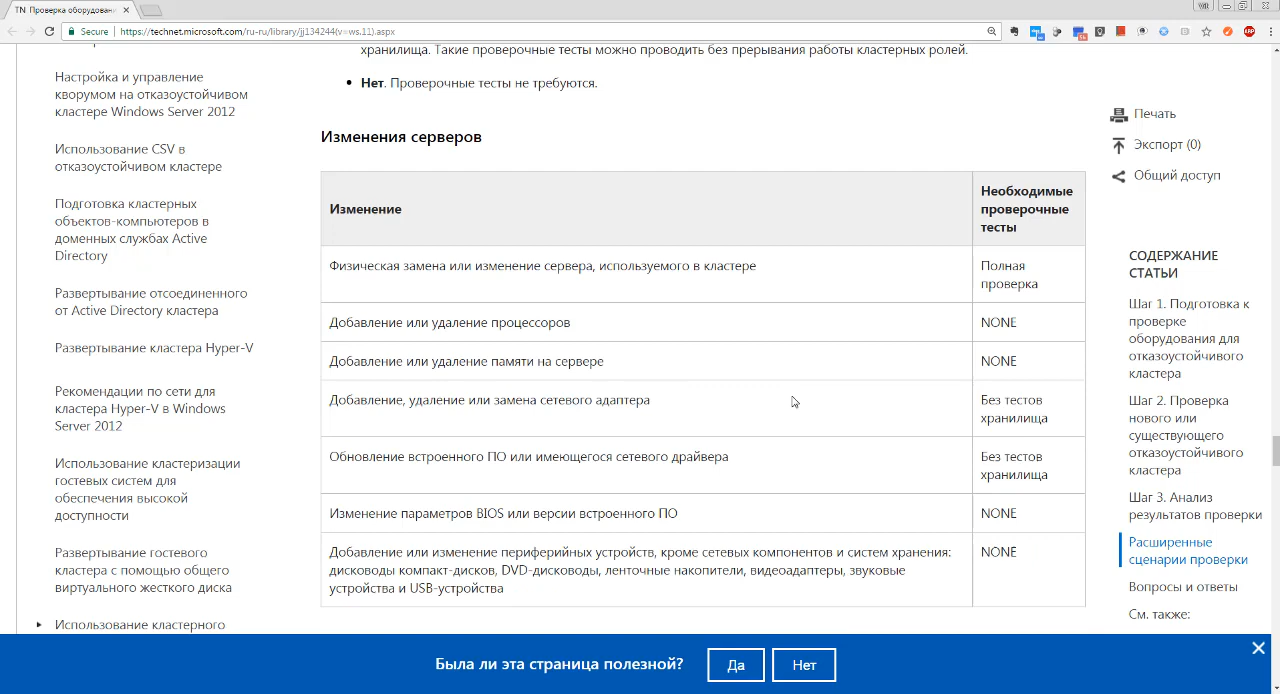 TN Проверка оборудован
Secure
https://technet.microsoft.com/ru-ru/library/jj134244(v=ws.11).aspx
хранилища. Такие проверочные тесты можно проводить без прерывания работы кластерных ролей.
Настройка и управление
кворумом на отказоустойчивом
кластере Windows Server 2012
• Нет. Проверочные тесты не требуются.
Использование CSV в
отказоустойчивом кластере
Подготовка кластерных
объектов-компьютеров в
доменных службах Active
Directory
Развертывание отсоединенного
от Active Directory кластера
Развертывание кластера Hyper-V
Рекомендации по сети для
кластера Hyper-V в Windows
Server 2012
Использование кластеризации
гостевых систем для
обеспечения высокой
доступности
Развертывание гостевого
кластера с помощью общего
виртуального жесткого диска
Использование кластерного
Изменения серверов
Изменение
Необходимые
проверочные
тесты
Физическая замена или изменение сервера, используемого в кластере
Полная
проверка
Добавление или удаление процессоров
NONE
Добавление или удаление памяти на сервере
NONE
Добавление, удаление или замена сетевого адаптера
Без тестов
хранилища
Обновление встроенного ПО или имеющегося сетевого драйвера
Без тестов
хранилища
Изменение параметров BIOS или версии встроенного ПО
NONE
Добавление или изменение периферийных устройств, кроме сетевых компонентов и систем хранения:
дисководы компакт-дисков, DVD-дисководы, ленточные накопители, видеоадаптеры, звуковые
устройства и USB-устройства
NONE
Печать
Экспорт (0)
Общий доступ
СОДЕРЖАНИЕ
СТАТЬИ
Шаг 1. Подготовка к
проверке
оборудования для
отказоустойчивого
кластера
Шаг 2. Проверка
нового или
существующего
отказоустойчивого
кластера
Шаг 3. Анализ
результатов проверки
Расширенные
сценарии проверки
Вопросы и ответы
См. также:
Была ли эта страница полезной?
Да
Нет